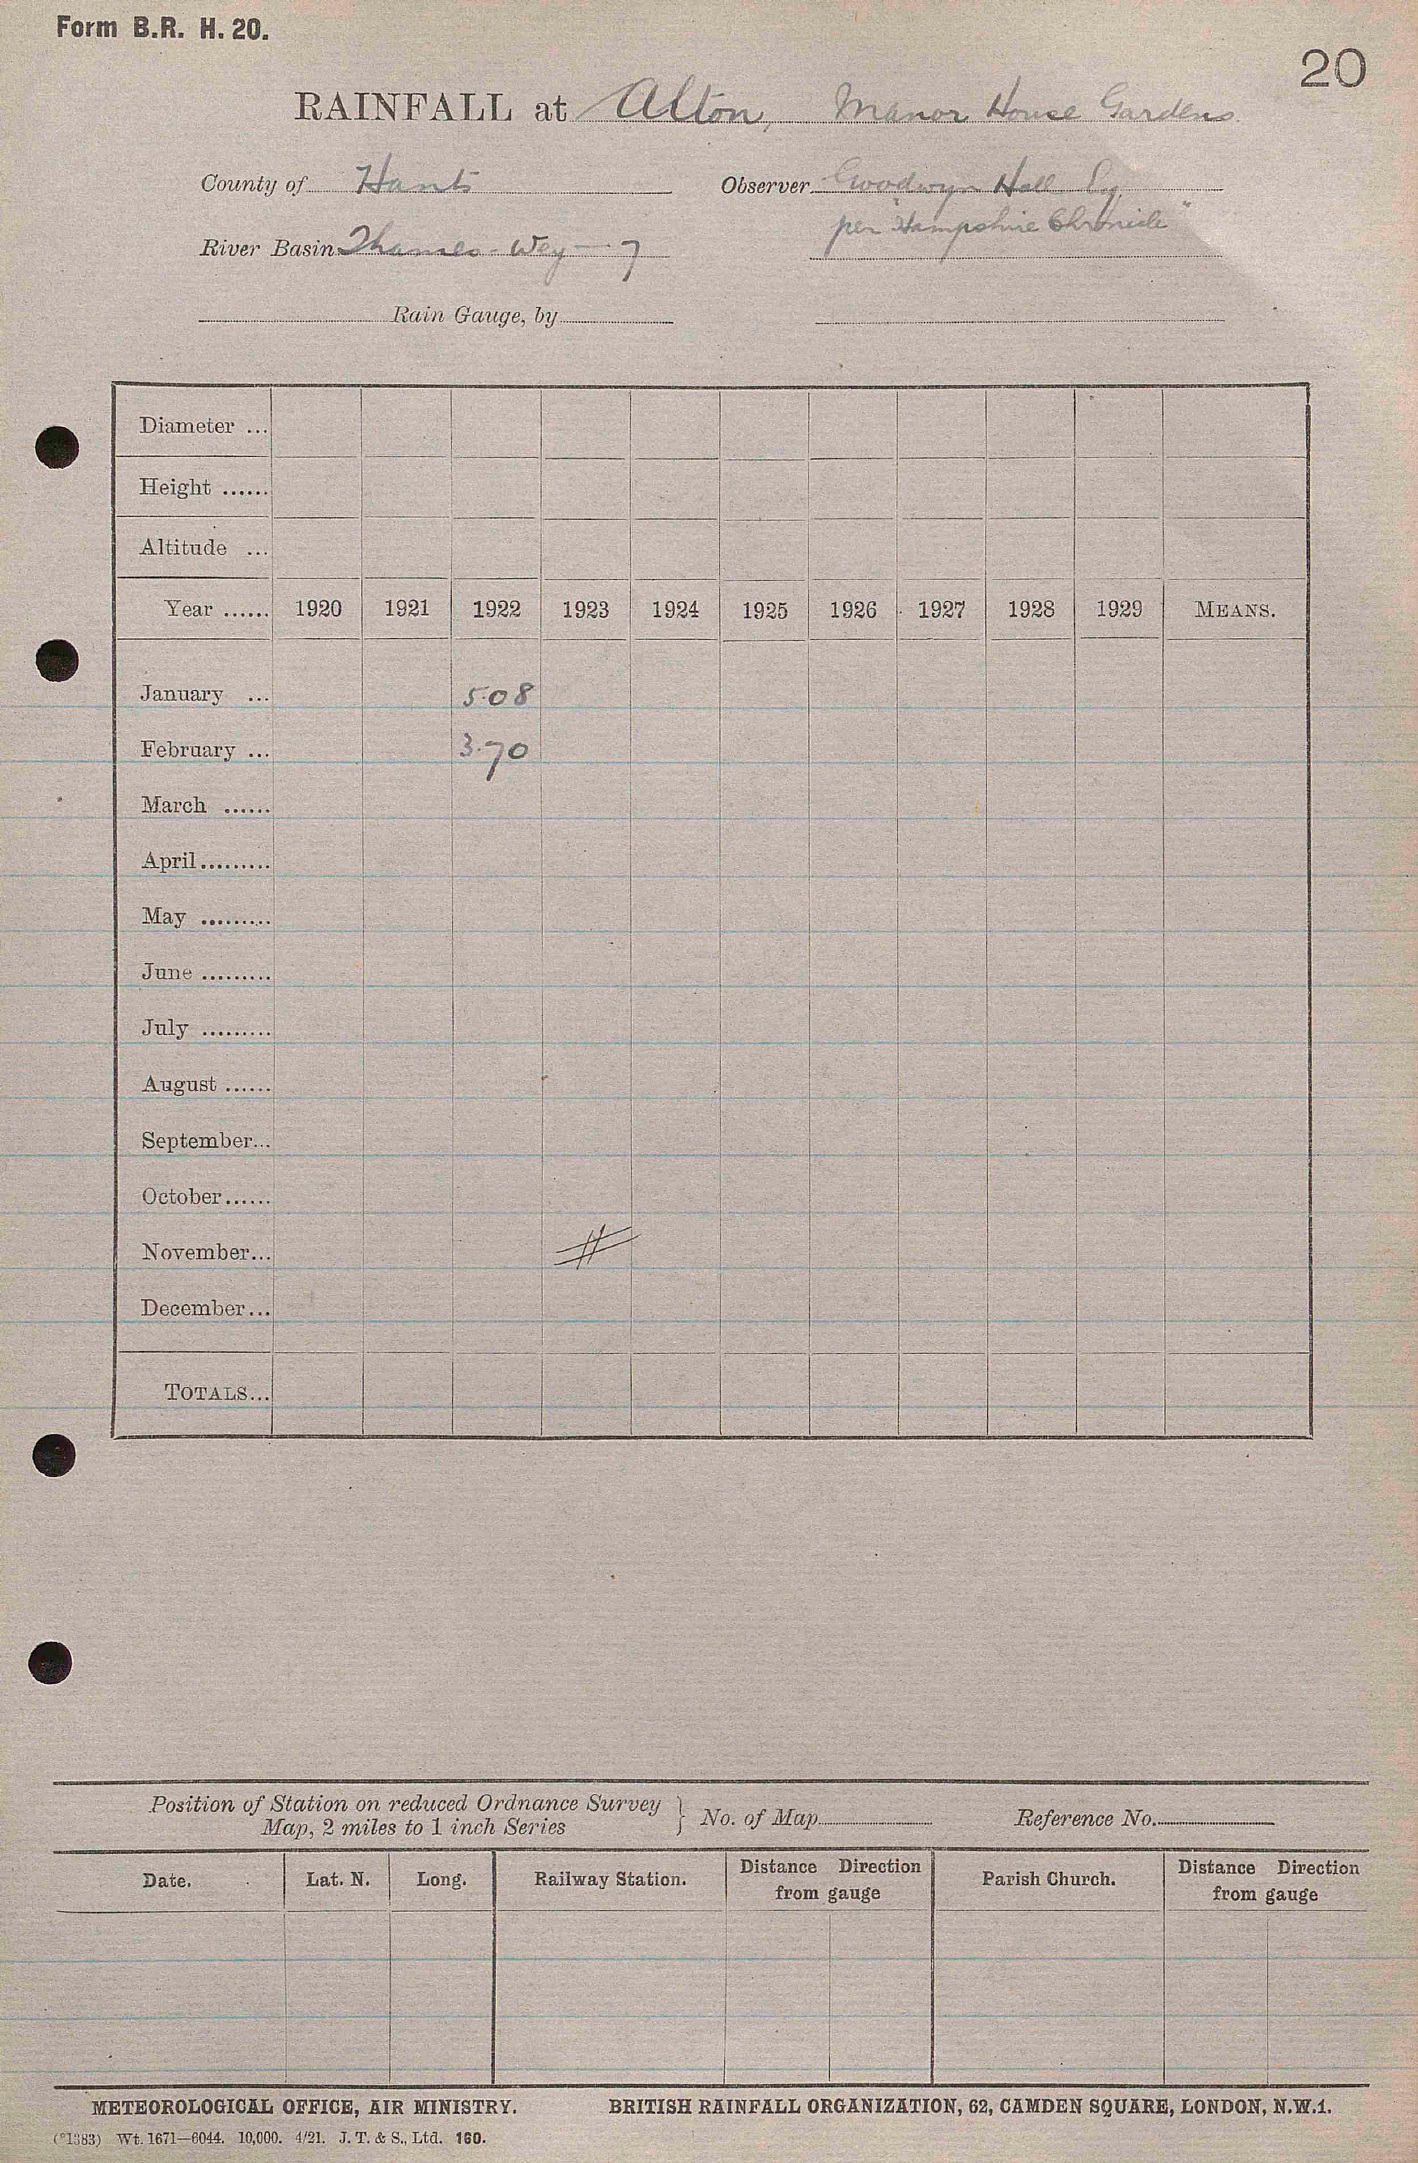 Form B.R. H. 20.
20
RAINFALL at Alton, Manor House Gardens
County of Hants Observer Goodwyn Hall Esq
per "Hampshire Chronicle"
River Basin Thames - Wey - 7
Rain Gauge, by
Diameter ...
Height ......
Altitude ...
Year ...... 1920 1921 1922 1923 1924 1925 1926 1927 1928 1929 MEANS.
January ... 5.08
February ... 3.70
March ......
April.........
May .........
June .........
July .........
August ......
September...
October......
November...
December...
TOTALS...
Position of Station on reduced Ordnance Survey
Map, 2 miles to 1 inch Series } No. of Map Reference No.
Date. Lat. N. Long. Railway Station. Distance Direction from gauge Parish Church. Distance Direction from gauge
METEOROLOGICAL OFFICE, AIR MINISTRY. BRITISH RAINFALL ORGANIZATION, 62, CAMDEN SQUARE, LONDON, N.W.1.
(*1383) Wt. 1671—6044. 10,000. 4/21. J. T. & S., Ltd. 160.